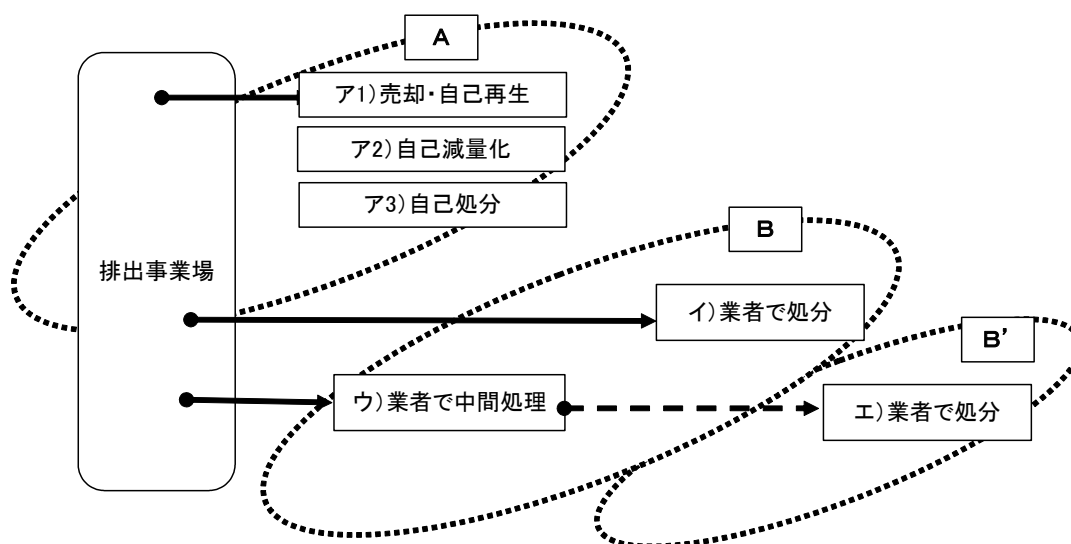 A
ア1)売却・自己再生
ア2)自己減量化
ア3)自己処分
排出事業場
B
イ)業者で処分
B'
ウ)業者で中間処理
エ)業者で処分